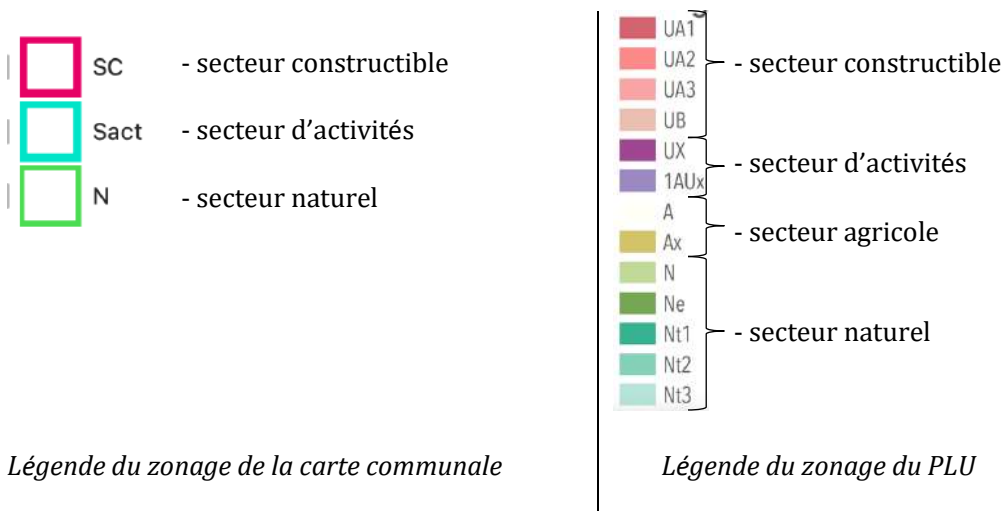 SC - secteur constructible
Sact - secteur d’activités
N - secteur naturel
Légende du zonage de la carte communale
UA1
UA2
UA3
UB
- secteur constructible
UX
1AUx
- secteur d’activités
A
Ax
- secteur agricole
N
Ne
Nt1
Nt2
Nt3
- secteur naturel
Légende du zonage du PLU